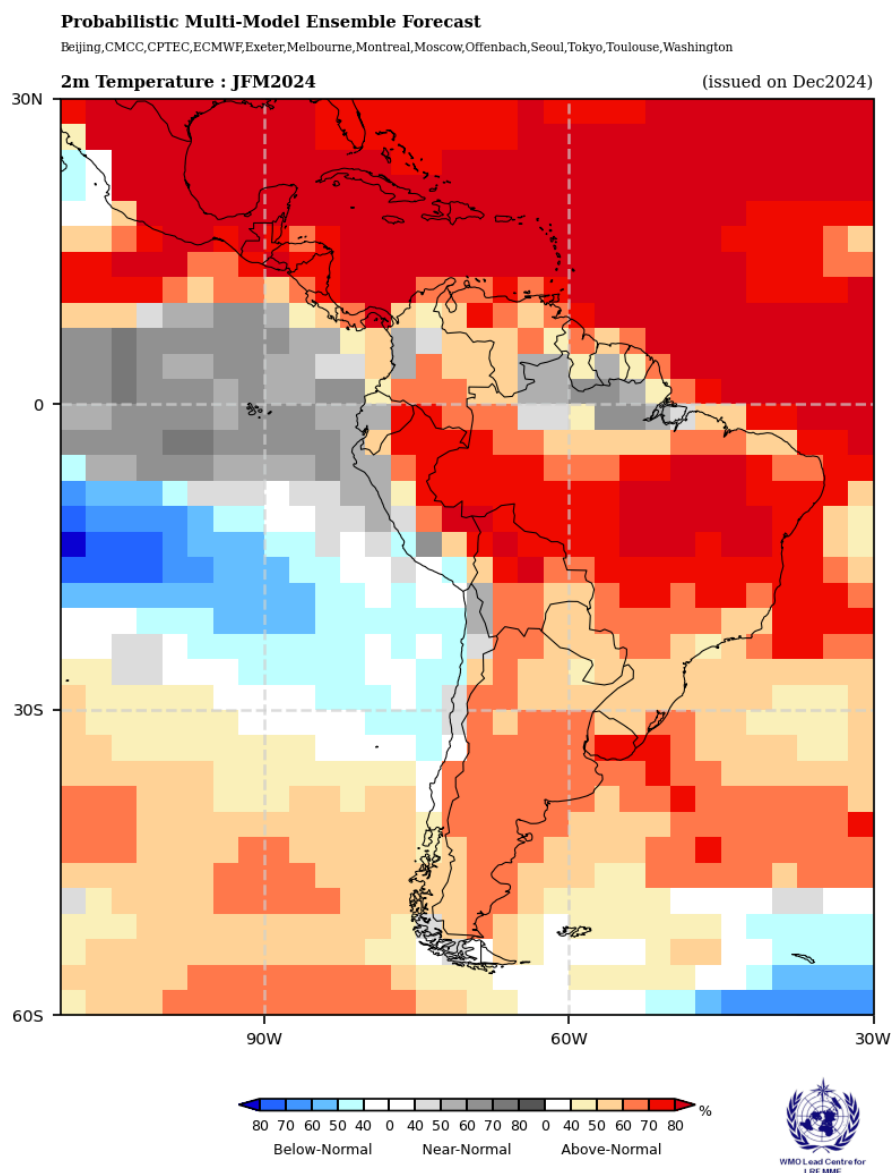 Probabilistic Multi-Model Ensemble Forecast
Beijing,CMCC,CPTEC,ECMWF,Exeter,Melbourne,Montreal,Moscow,Offenbach,Seoul,Tokyo,Toulouse,Washington
2m Temperature : JFM2024 (issued on Dec2024)
30N
0
30S
60S
90W 60W 30W
80 70 60 50 40 0 40 50 60 70 80 0 40 50 60 70 80 %
Below-Normal Near-Normal Above-Normal
WMO Lead Centre for
LRFMME